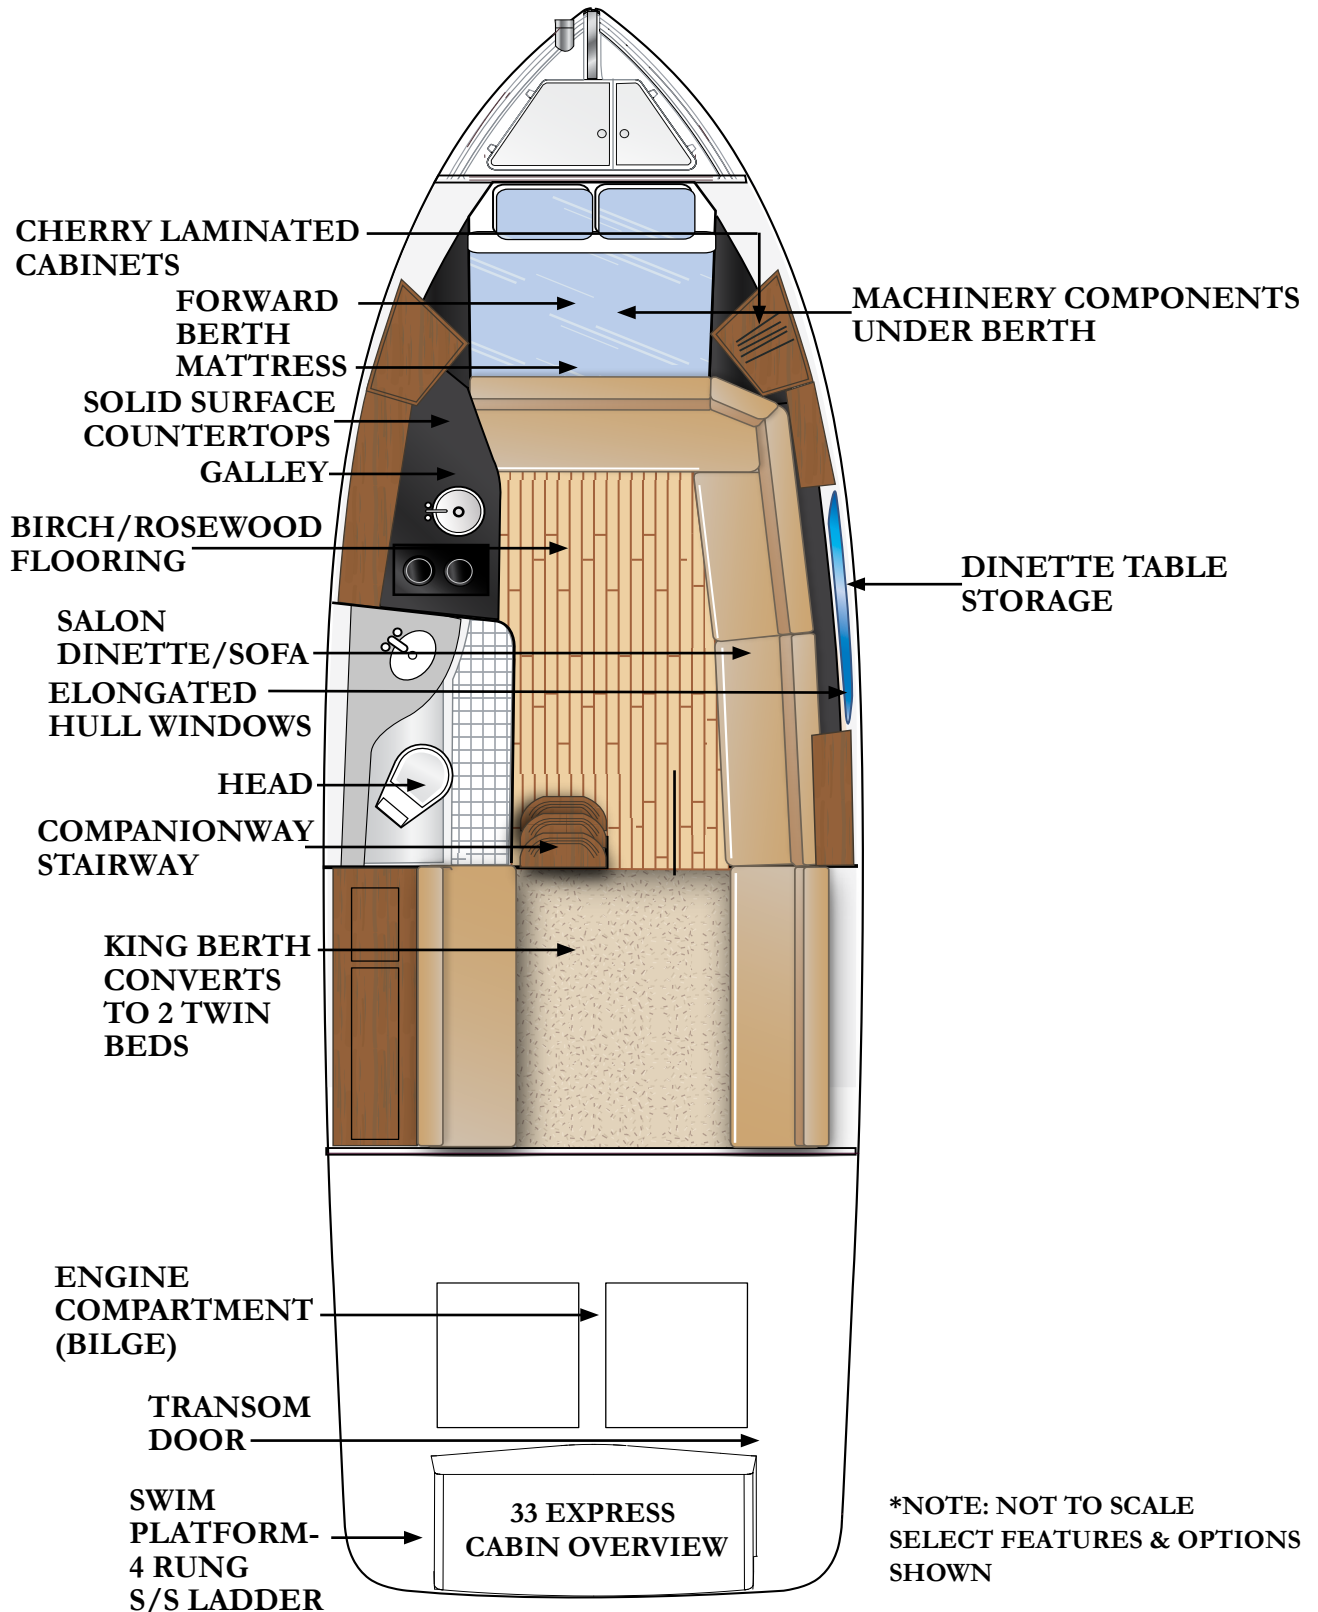 CHERRY LAMINATED
CABINETS
FORWARD
BERTH
MATTRESS
MACHINERY COMPONENTS
UNDER BERTH
SOLID SURFACE
COUNTERTOPS
GALLEY
BIRCH/ROSEWOOD
FLOORING
DINETTE TABLE
STORAGE
SALON
DINETTE/SOFA
ELONGATED
HULL WINDOWS
HEAD
COMPANIONWAY
STAIRWAY
KING BERTH
CONVERTS
TO 2 TWIN
BEDS
ENGINE
COMPARTMENT
(BILGE)
TRANSOM
DOOR
SWIM
PLATFORM-
4 RUNG
S/S LADDER
33 EXPRESS
CABIN OVERVIEW
*NOTE: NOT TO SCALE
SELECT FEATURES & OPTIONS
SHOWN